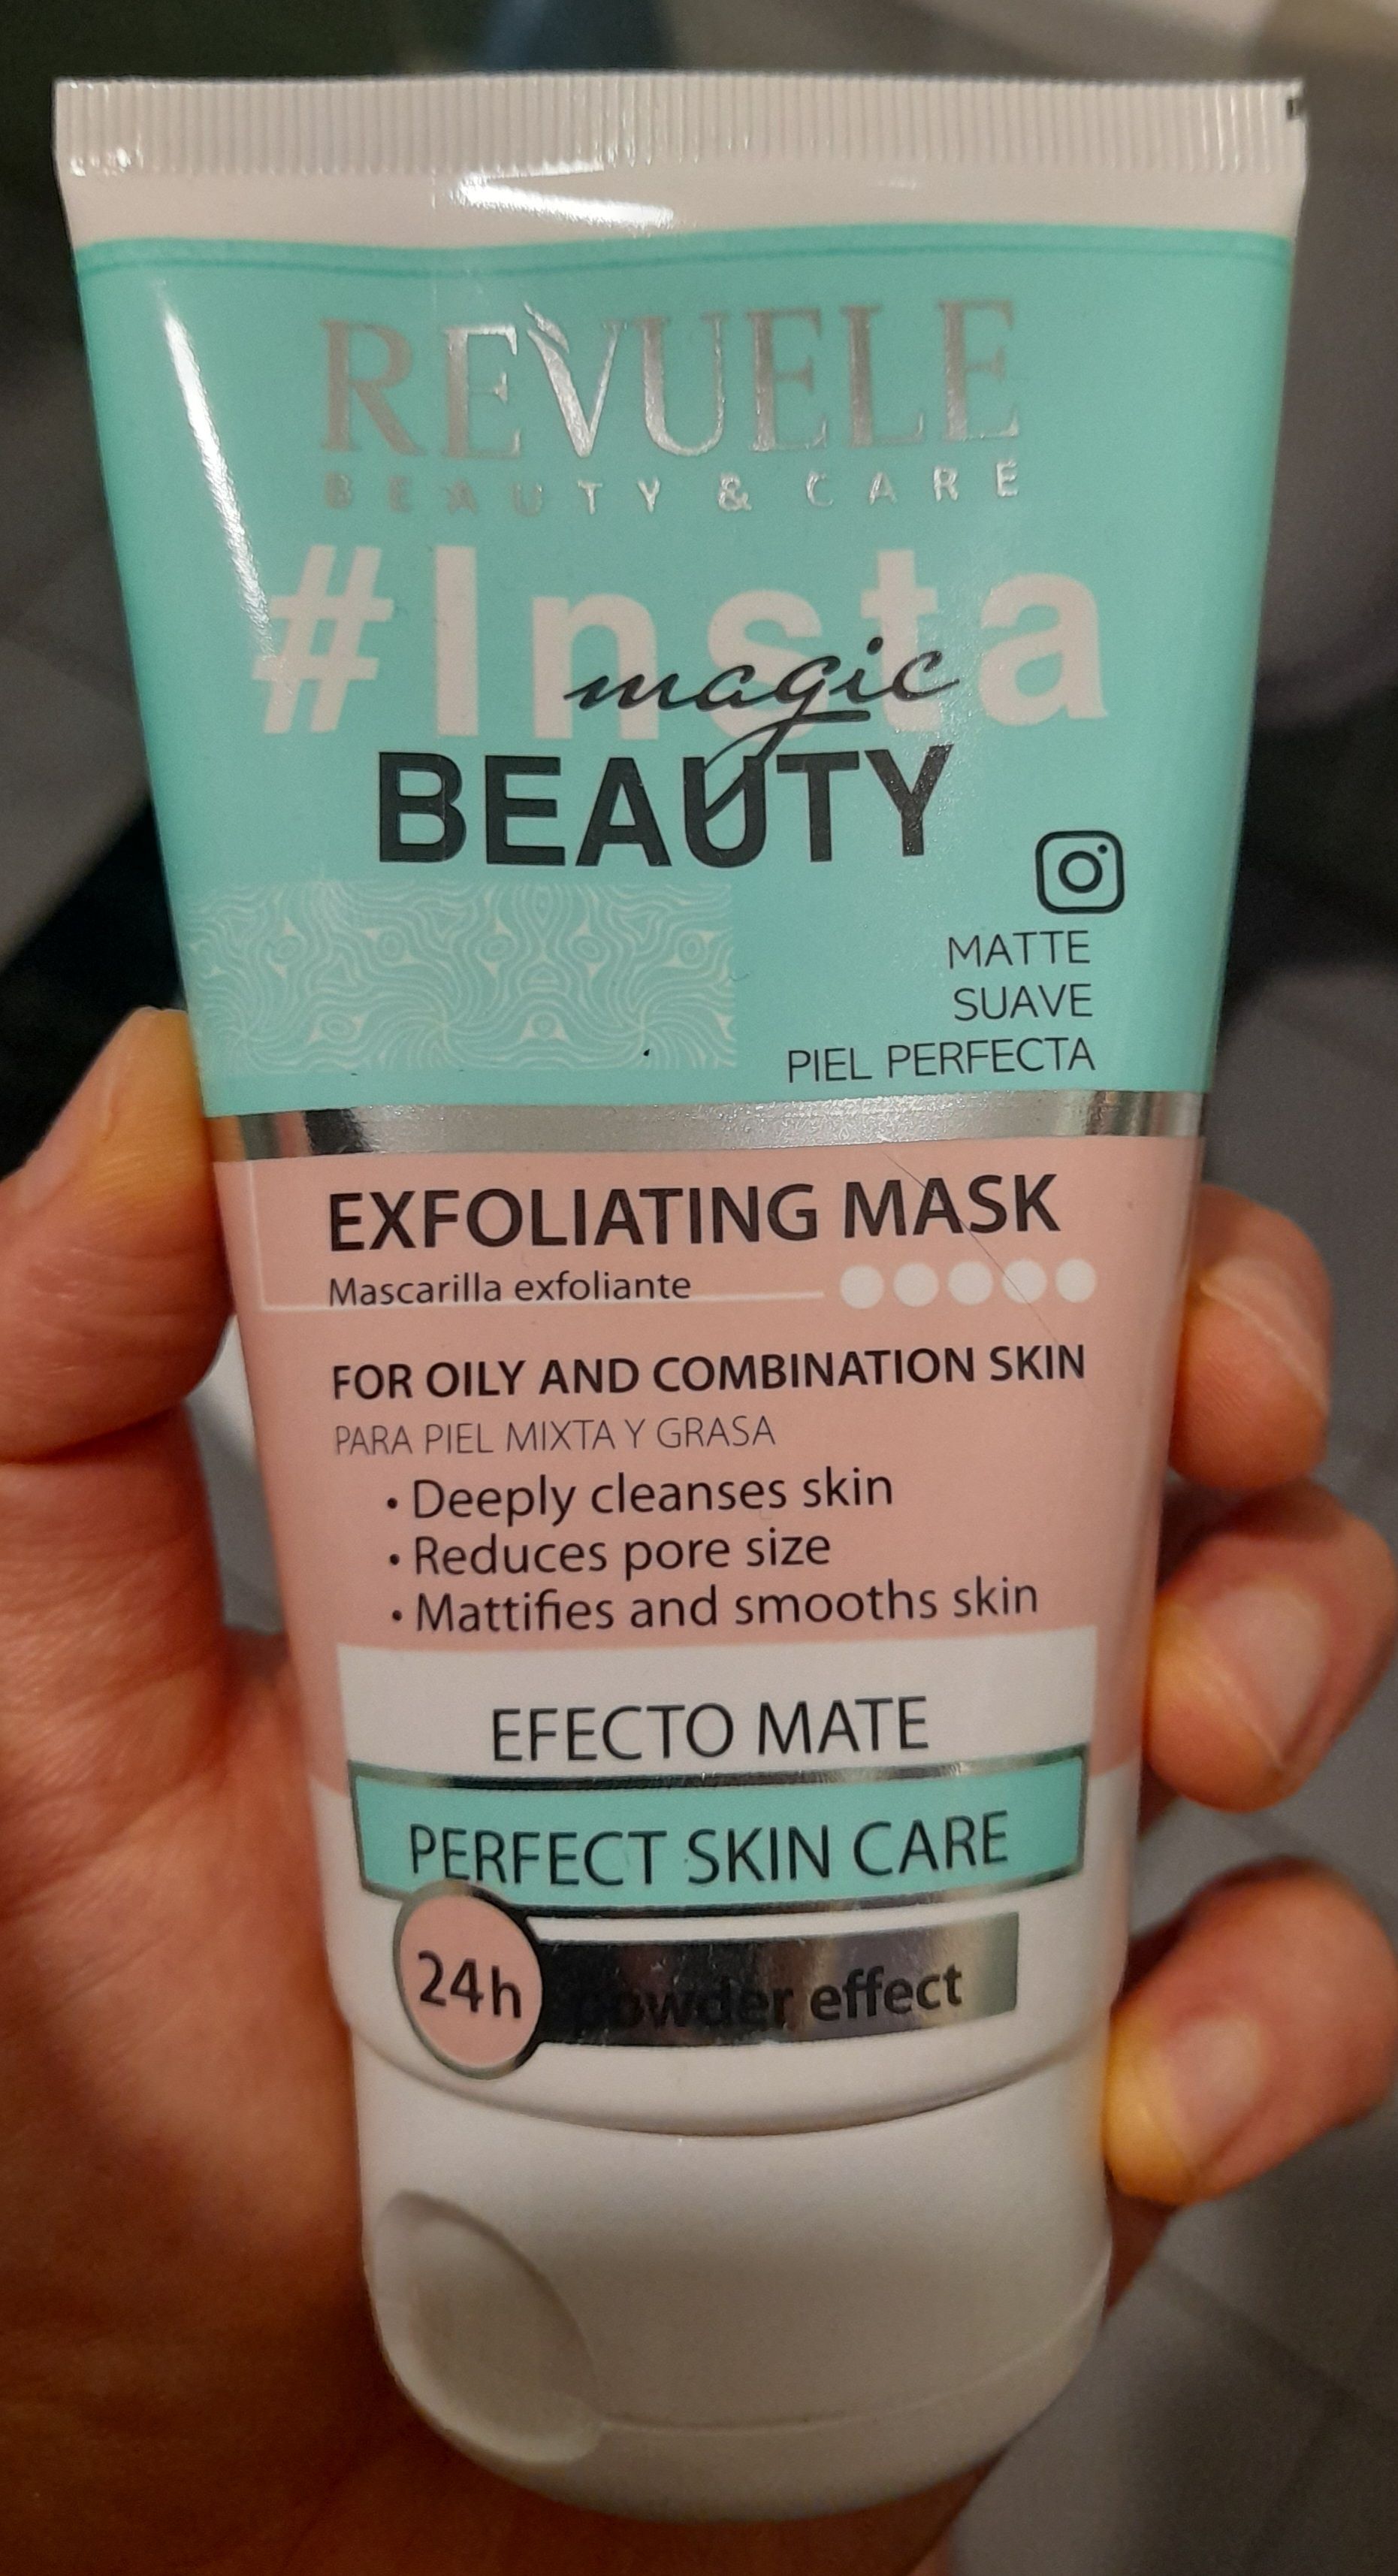 REVUELE
BEAUTY & CARE
#Insta
magic
BEAUTY
MATTE
SUAVE
PIEL PERFECTA
EXFOLIATING MASK
Mascarilla exfoliante
FOR OILY AND COMBINATION SKIN
PARA PIEL MIXTA Y GRASA
• Deeply cleanses skin
• Reduces pore size
• Mattifies and smooths skin
EFECTO MATE
PERFECT SKIN CARE
24h powder effect